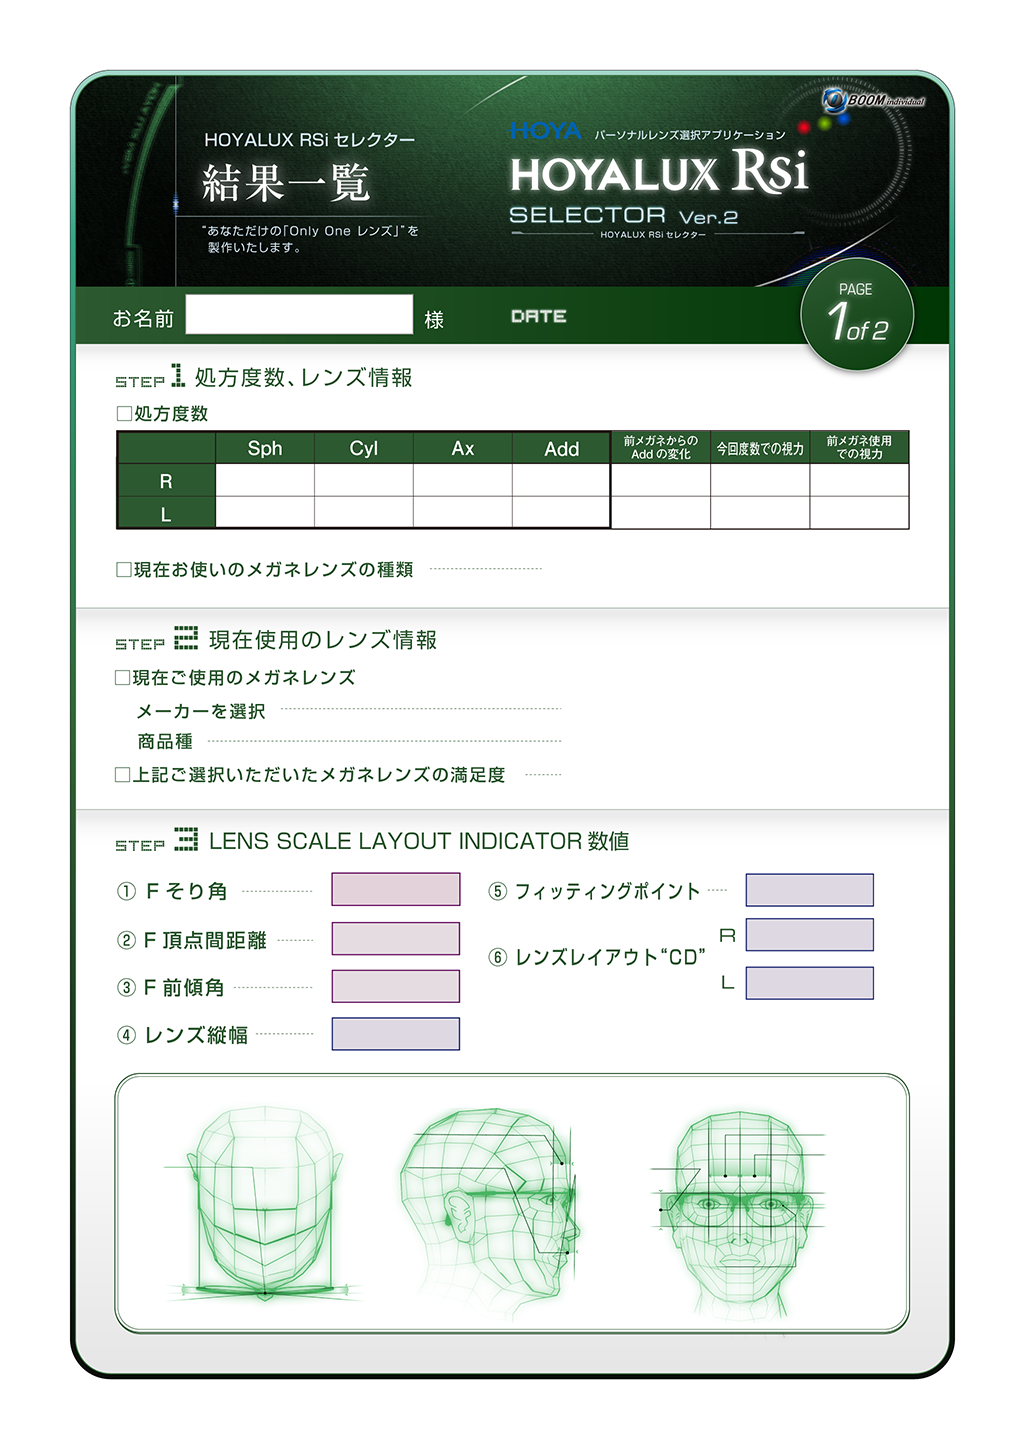 BOOM individual
HOYALUX RSi セレクター
結果一覧
“あなただけの「Only One レンズ」”を
製作いたします。
HOYA パーソナルレンズ選択アプリケーション
HOYALUX RSi
SELECTOR Ver.2
HOYALUX RSi セレクター
お名前 様 DATE
PAGE
1 of 2
STEP 1 処方度数、レンズ情報
□処方度数
Sph Cyl Ax Add 前メガネからの Addの変化 今回度数での視力 前メガネ使用 での視力
R
L
□現在お使いのメガネレンズの種類
STEP 2 現在使用のレンズ情報
□現在ご使用のメガネレンズ
メーカーを選択
商品種
□上記ご選択いただいたメガネレンズの満足度
STEP 3 LENS SCALE LAYOUT INDICATOR 数値
① F そり角
② F 頂点間距離
③ F 前傾角
④ レンズ縦幅
⑤ フィッティングポイント
⑥ レンズレイアウト“CD”
R
L